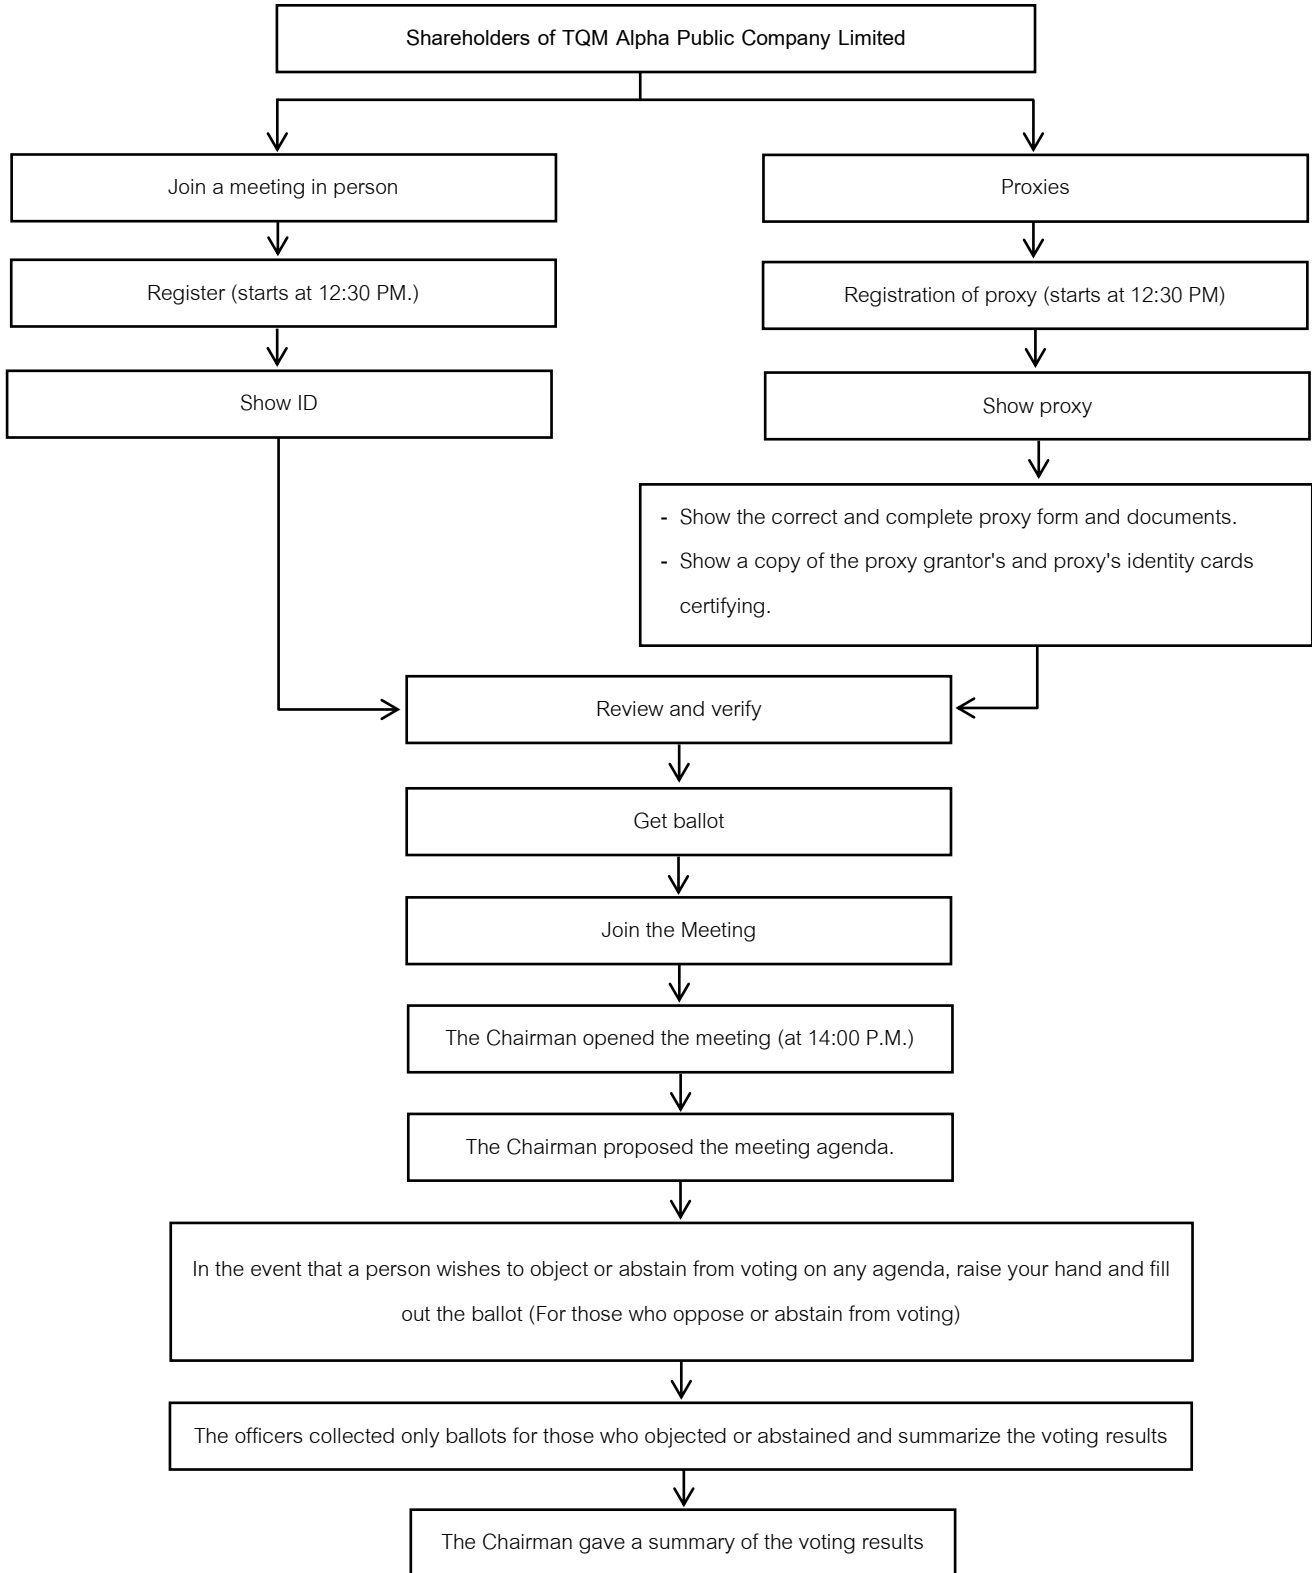 Shareholders of TQM Alpha Public Company Limited
Join a meeting in person
Proxies
Register (starts at 12:30 PM.)
Registration of proxy (starts at 12:30 PM)
Show ID
Show proxy
- Show the correct and complete proxy form and documents.
- Show a copy of the proxy grantor's and proxy's identity cards
certifying.
Review and verify
Get ballot
Join the Meeting
The Chairman opened the meeting (at 14:00 P.M.)
The Chairman proposed the meeting agenda.
In the event that a person wishes to object or abstain from voting on any agenda, raise your hand and fill
out the ballot (For those who oppose or abstain from voting)
The officers collected only ballots for those who objected or abstained and summarize the voting results
The Chairman gave a summary of the voting results